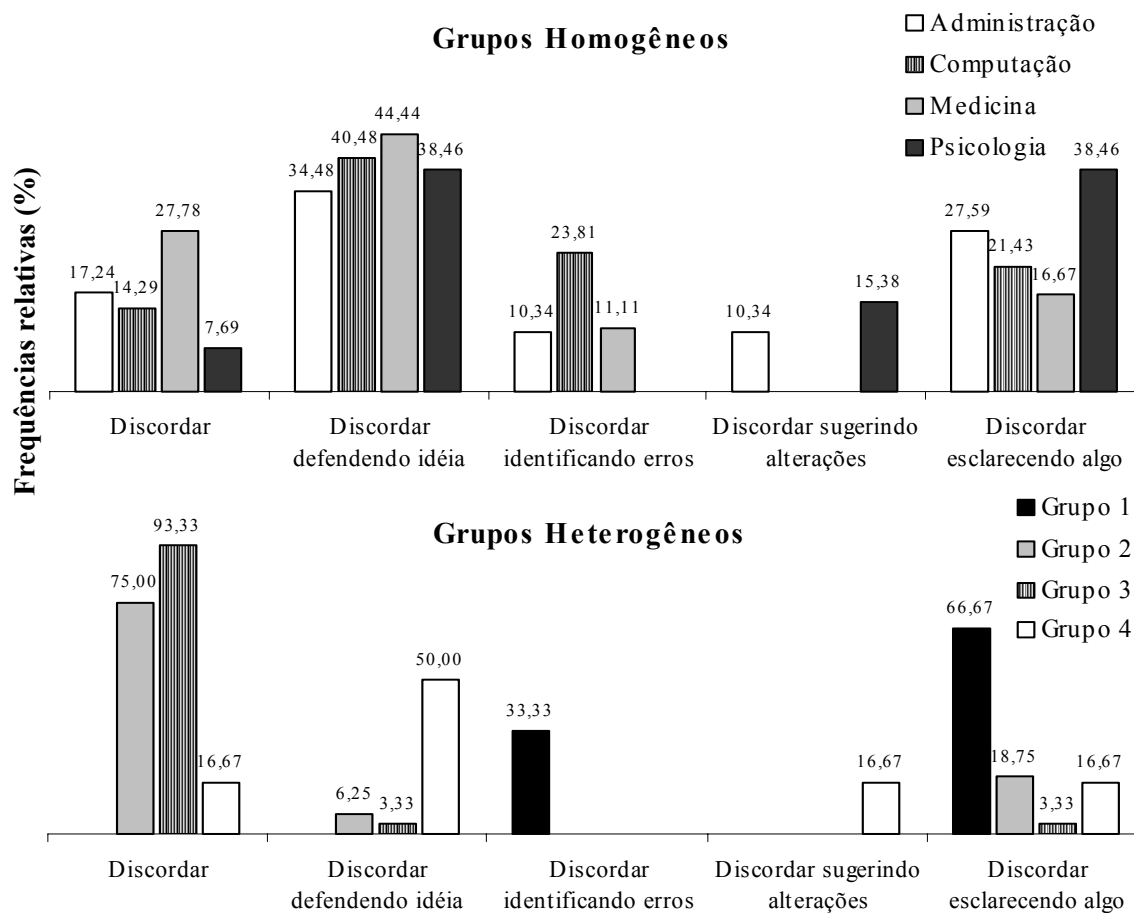 Grupos Homogêneos
Administração
Computação
Medicina
Psicologia
Frequências relativas (%)
17,24
14,29
27,78
7,69
34,48
40,48
44,44
38,46
10,34
23,81
11,11
10,34
15,38
27,59
21,43
16,67
38,46
Discordar
Discordar defendendo idéia
Discordar identificando erros
Discordar sugerindo alterações
Discordar esclarecendo algo
Grupos Heterogêneos
Grupo 1
Grupo 2
Grupo 3
Grupo 4
75,00
93,33
16,67
6,25
3,33
50,00
33,33
16,67
66,67
18,75
3,33
16,67
Discordar
Discordar defendendo idéia
Discordar identificando erros
Discordar sugerindo alterações
Discordar esclarecendo algo